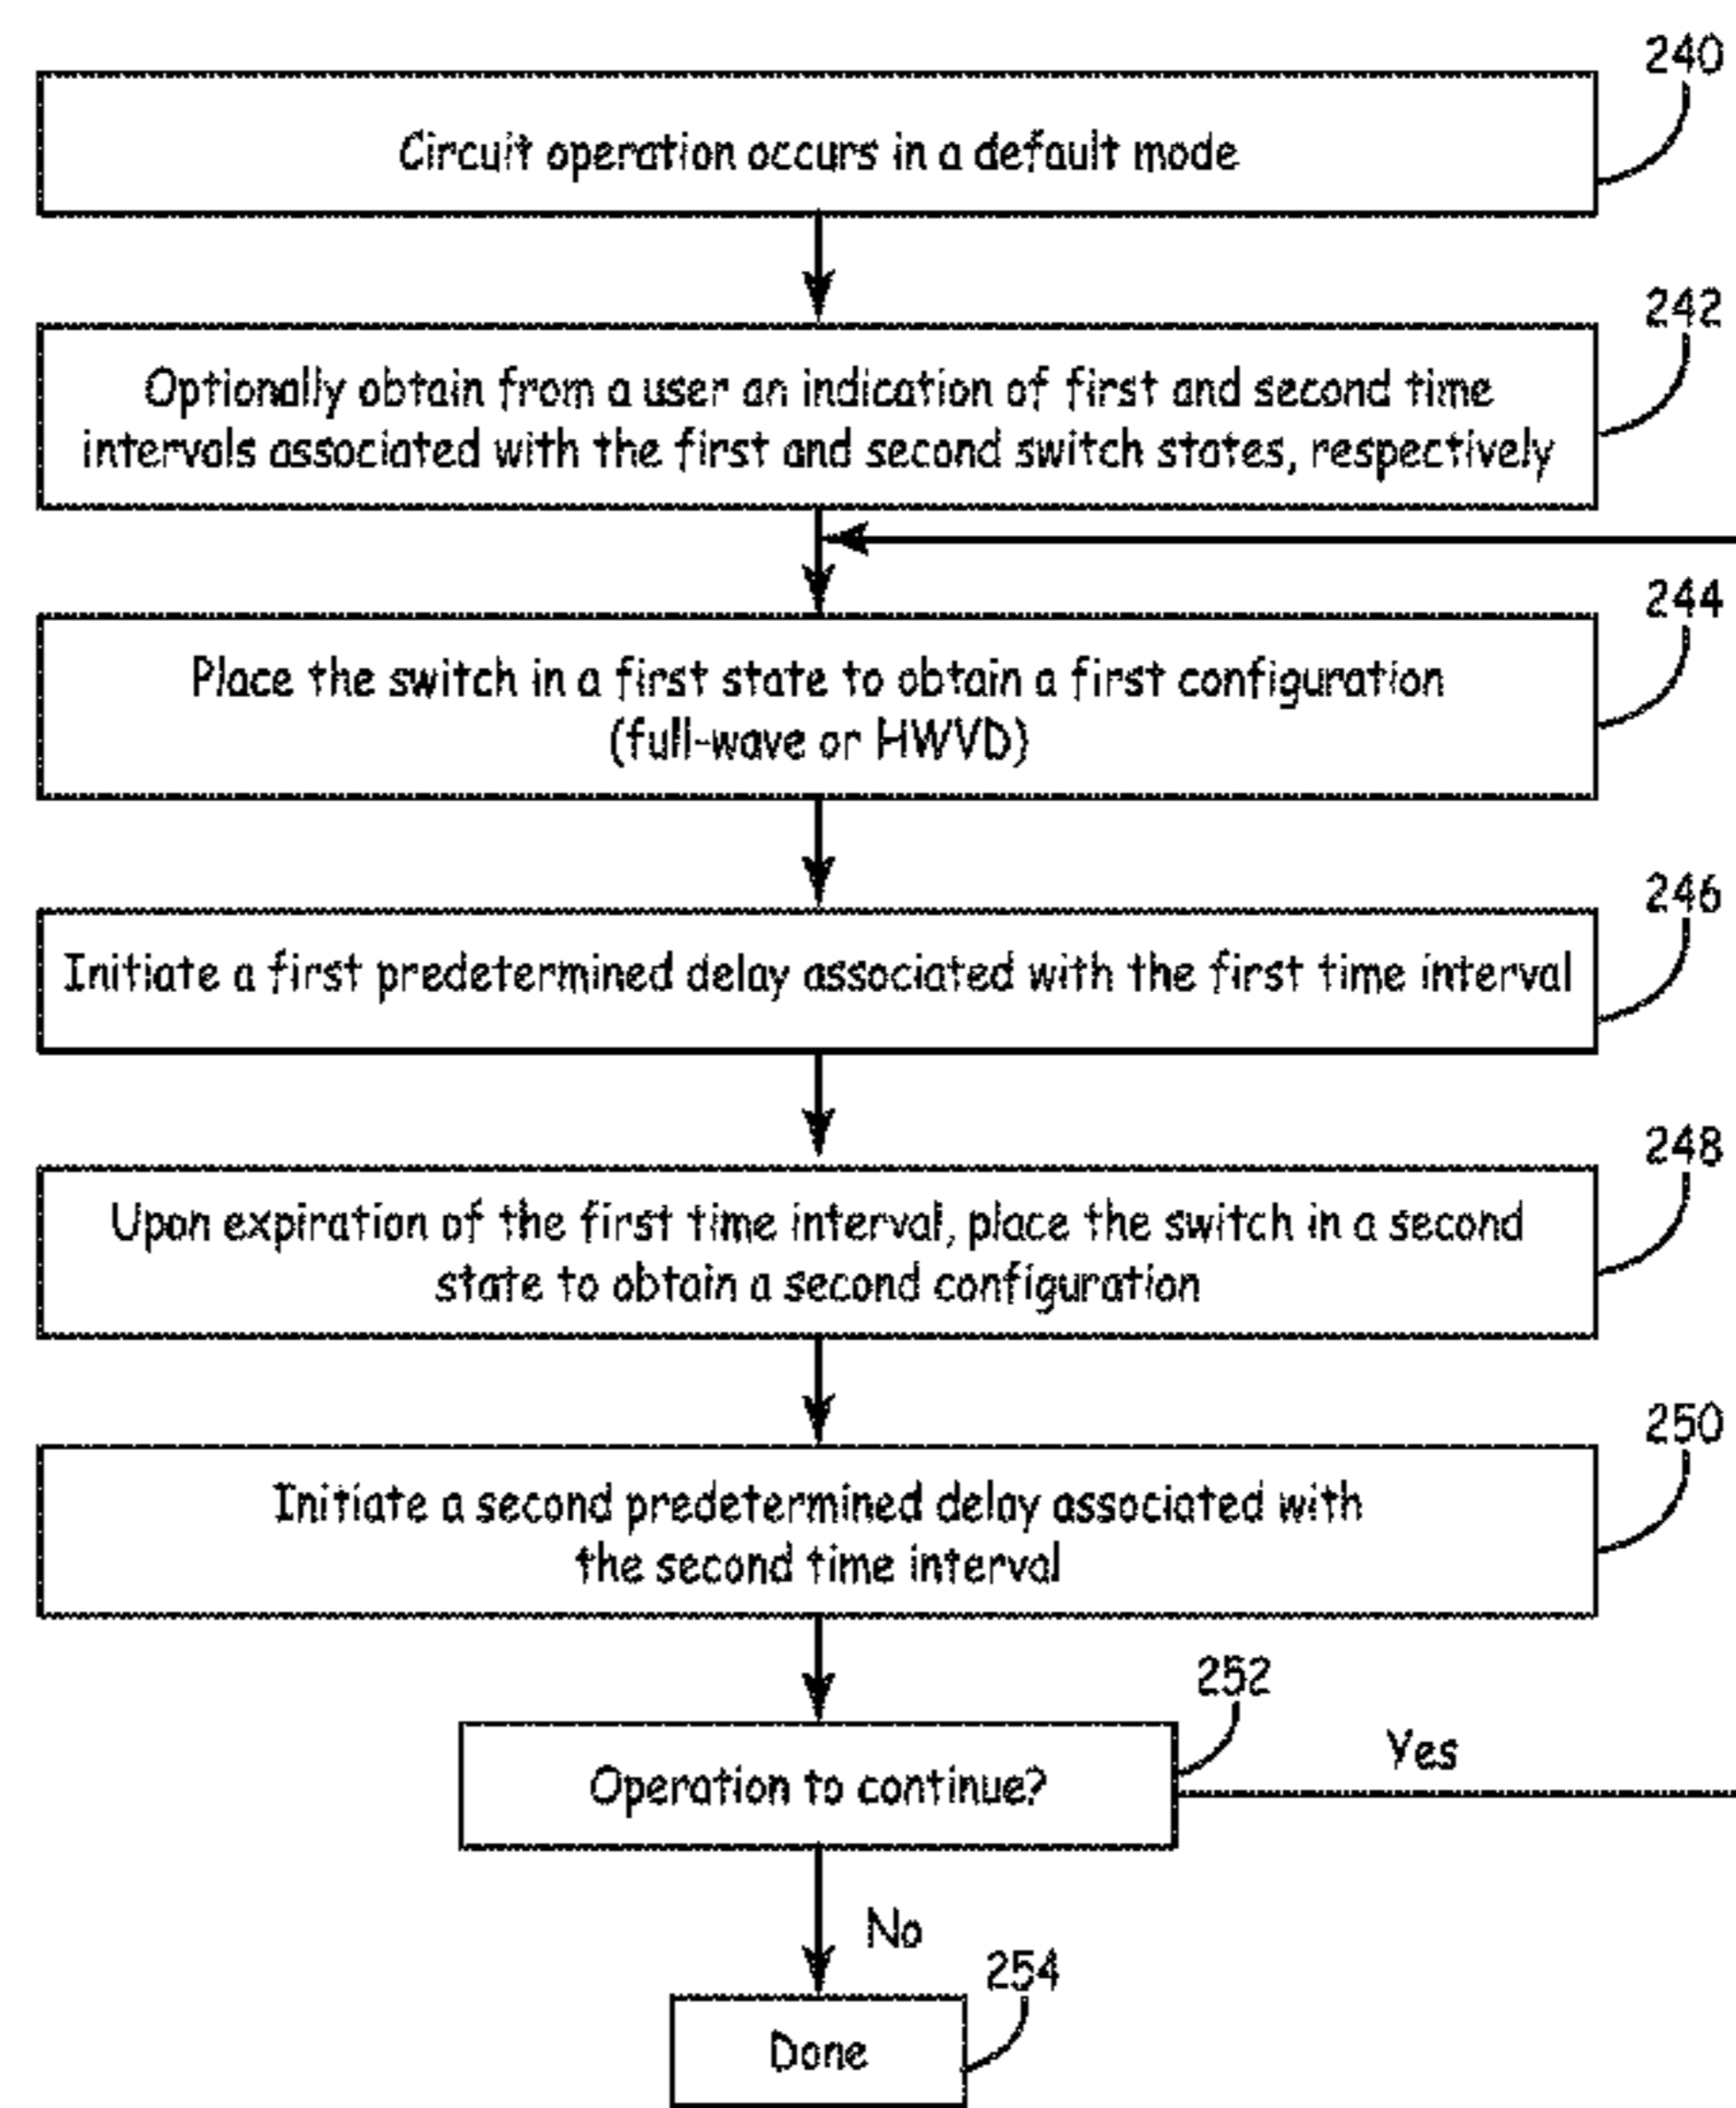 240
Circuit operation occurs in a default mode
242
Optionally obtain from a user an indication of first and second time
intervals associated with the first and second switch states, respectively
244
Place the switch in a first state to obtain a first configuration
(full-wave or HWVD)
246
Initiate a first predetermined delay associated with the first time interval
248
Upon expiration of the first time interval, place the switch in a second
state to obtain a second configuration
250
Initiate a second predetermined delay associated with
the second time interval
252
Operation to continue?
Yes
No
254
Done